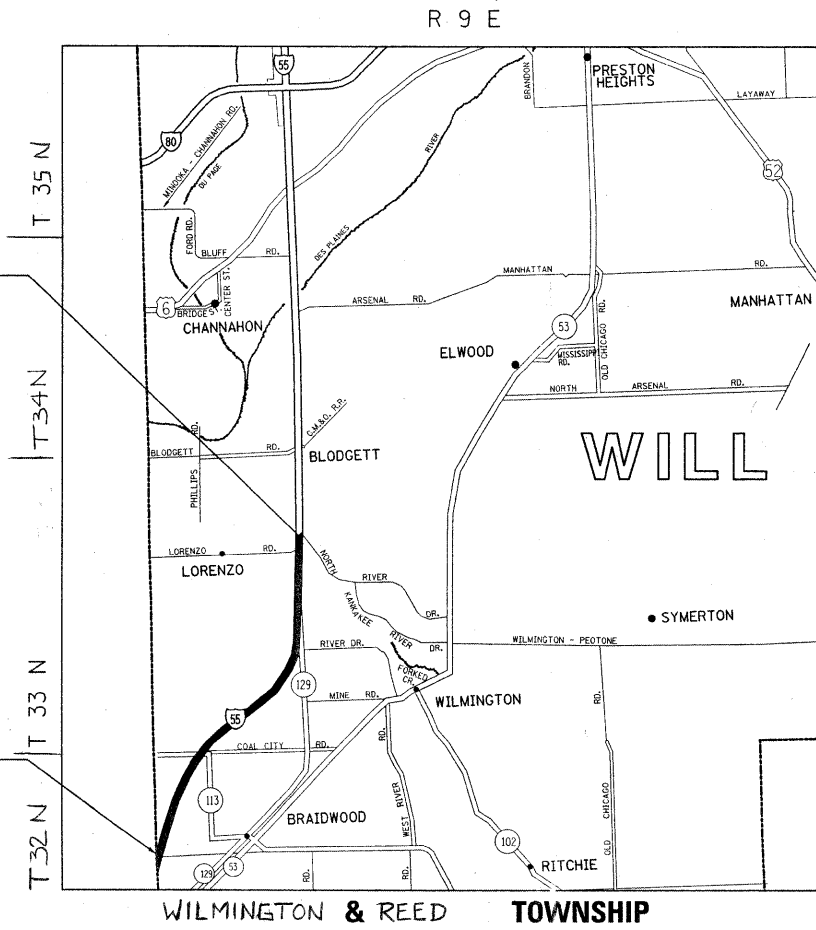 R 9 E
55
BRANDON
PRESTON
HEIGHTS
LAYAWAY
80
MINOOKA - CHANNAHON RD.
DU PAGE
RIVER
52
T 35 N
FORD RD.
BLUFF RD.
DES PLAINES
MANHATTAN RD.
CENTER ST.
6
BRIDGE ST.
CHANNAHON
ARSENAL RD.
MANHATTAN
53
OLD CHICAGO RD.
ELWOOD
MISSISSIPPI
RD.
NORTH ARSENAL RD.
T 34 N
C.M.&O. R.R.
BLODGETT RD.
BLODGETT
PHILLIPS RD.
WILL
LORENZO RD.
LORENZO
NORTH RIVER DR.
KANKAKEE RIVER
SYMERTON
RIVER DR.
DR.
WILMINGTON - PEOTONE
FORKED
CR.
T 33 N
129
MINE RD.
WILMINGTON
RD.
55
COAL CITY RD.
RD.
113
BRAIDWOOD
WEST RIVER
OLD CHICAGO
T 32 N
102
RITCHIE
129
53
RD.
RD.
WILMINGTON & REED TOWNSHIP